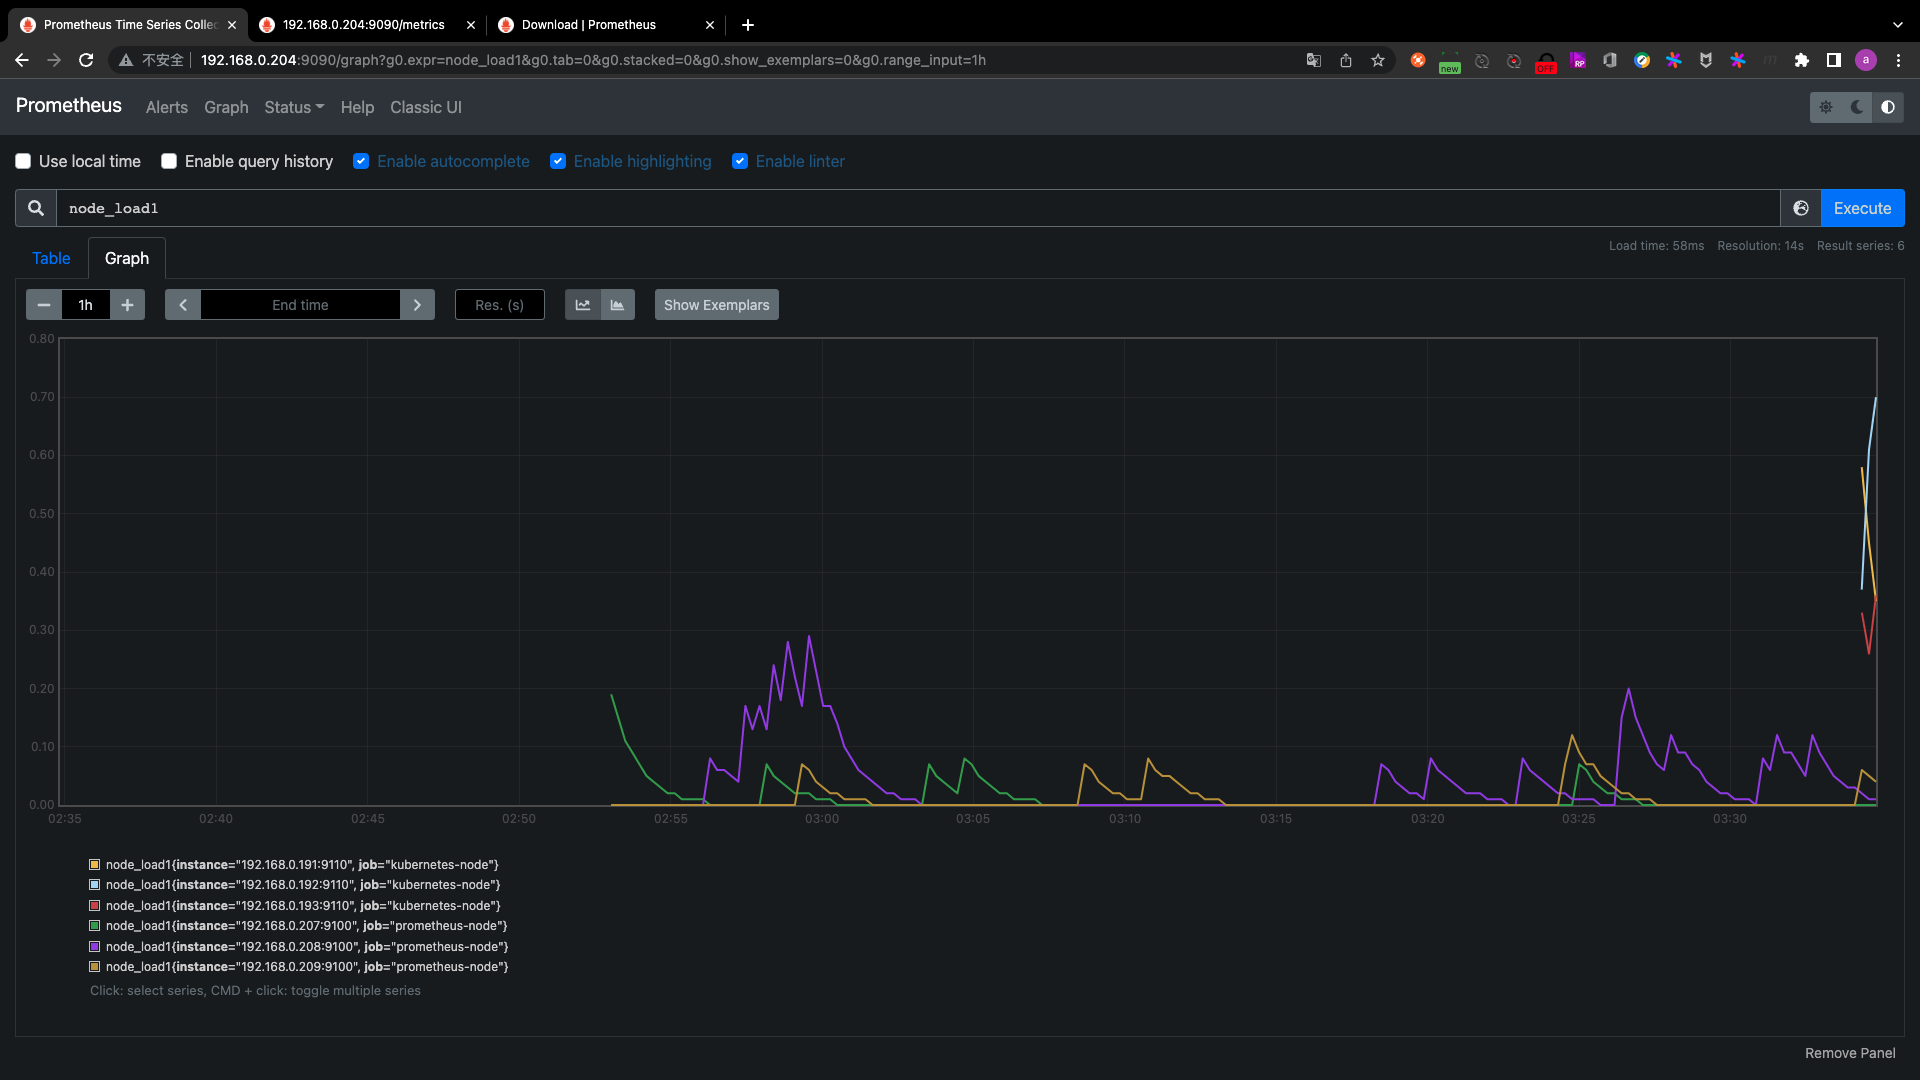 Prometheus Time Series Collec
192.168.0.204:9090/metrics
Download | Prometheus
不安全 192.168.0.204:9090/graph?g0.expr=node_load1&g0.tab=0&g0.stacked=0&g0.show_exemplars=0&g0.range_input=1h
new
OFF
RP
m
a
Prometheus Alerts Graph Status Help Classic UI
Use local time Enable query history Enable autocomplete Enable highlighting Enable linter
node_load1
Execute
Load time: 58ms Resolution: 14s Result series: 6
Table Graph
1h End time Res. (s) Show Exemplars
0.80
0.70
0.60
0.50
0.40
0.30
0.20
0.10
0.00
02:35 02:40 02:45 02:50 02:55 03:00 03:05 03:10 03:15 03:20 03:25 03:30
node_load1{instance="192.168.0.191:9110", job="kubernetes-node"}
node_load1{instance="192.168.0.192:9110", job="kubernetes-node"}
node_load1{instance="192.168.0.193:9110", job="kubernetes-node"}
node_load1{instance="192.168.0.207:9100", job="prometheus-node"}
node_load1{instance="192.168.0.208:9100", job="prometheus-node"}
node_load1{instance="192.168.0.209:9100", job="prometheus-node"}
Click: select series, CMD + click: toggle multiple series
Remove Panel